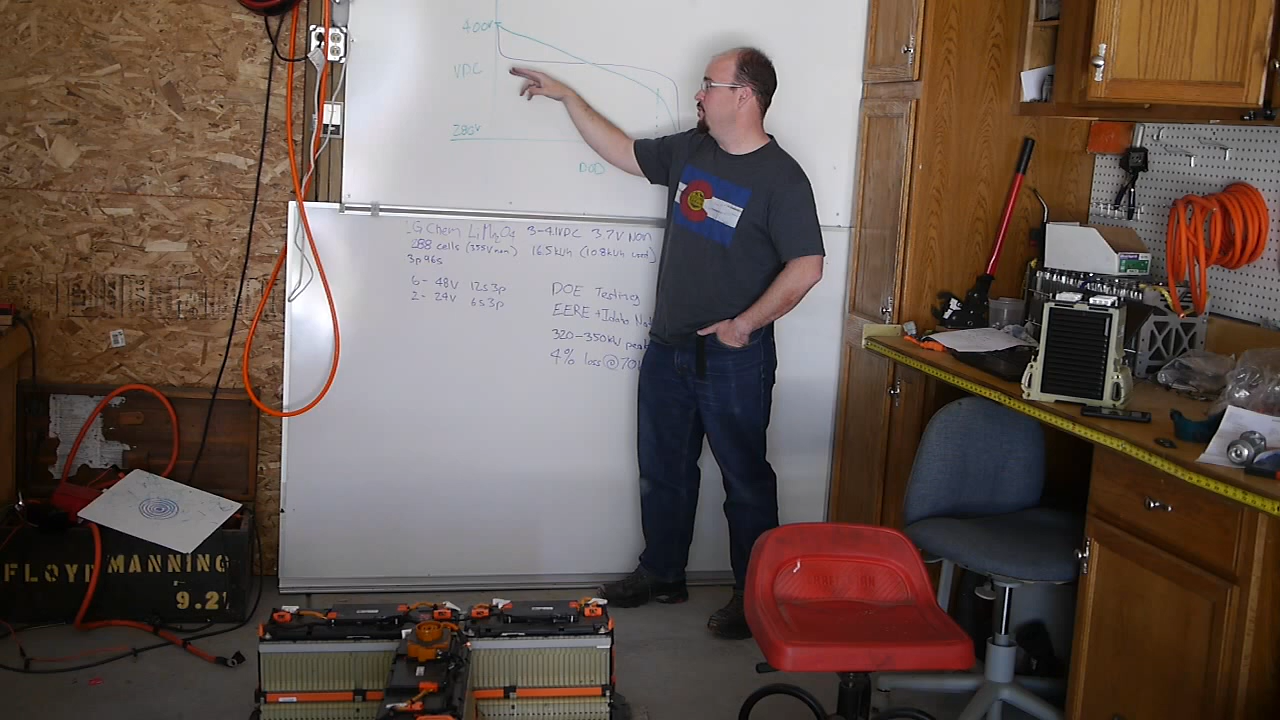 400V
VDC
280V
DOD
LG Chem LiMn2O4 3-4.1VDC 3.7V Nom
288 cells (355V nom) 16.5kWh (10.8kWh used)
3p96s
6- 48V 12s3p
2- 24V 6s3p
DOE Testing
EERE + Idaho Nat
320-350kW peak
4% loss@70
FLOYD MANNING
9.21